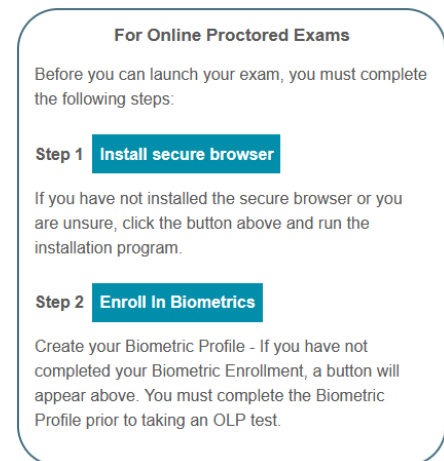 For Online Proctored Exams
Before you can launch your exam, you must complete
the following steps:
Step 1 Install secure browser
If you have not installed the secure browser or you
are unsure, click the button above and run the
installation program.
Step 2 Enroll In Biometrics
Create your Biometric Profile - If you have not
completed your Biometric Enrollment, a button will
appear above. You must complete the Biometric
Profile prior to taking an OLP test.